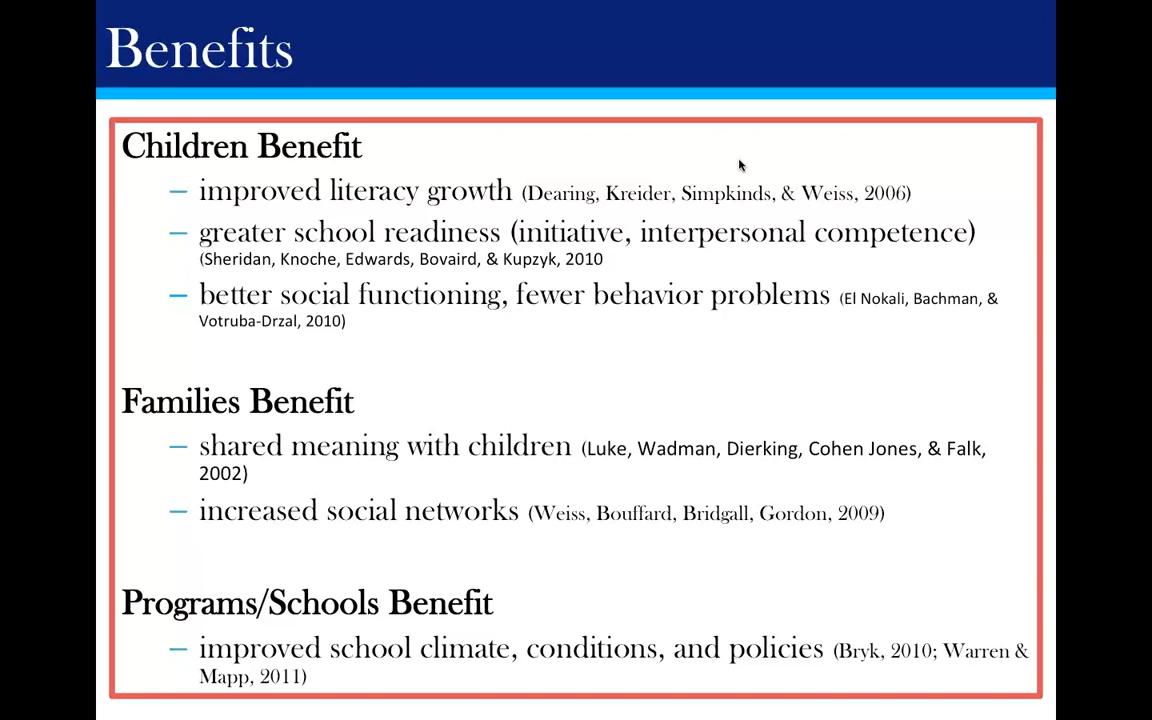 Benefits
Children Benefit
– improved literacy growth (Dearing, Kreider, Simpkinds, & Weiss, 2006)
– greater school readiness (initiative, interpersonal competence)
(Sheridan, Knoche, Edwards, Bovaird, & Kupzyk, 2010
– better social functioning, fewer behavior problems (El Nokali, Bachman, &
Votruba-Drzal, 2010)
Families Benefit
– shared meaning with children (Luke, Wadman, Dierking, Cohen Jones, & Falk,
2002)
– increased social networks (Weiss, Bouffard, Bridgall, Gordon, 2009)
Programs/Schools Benefit
– improved school climate, conditions, and policies (Bryk, 2010; Warren &
Mapp, 2011)